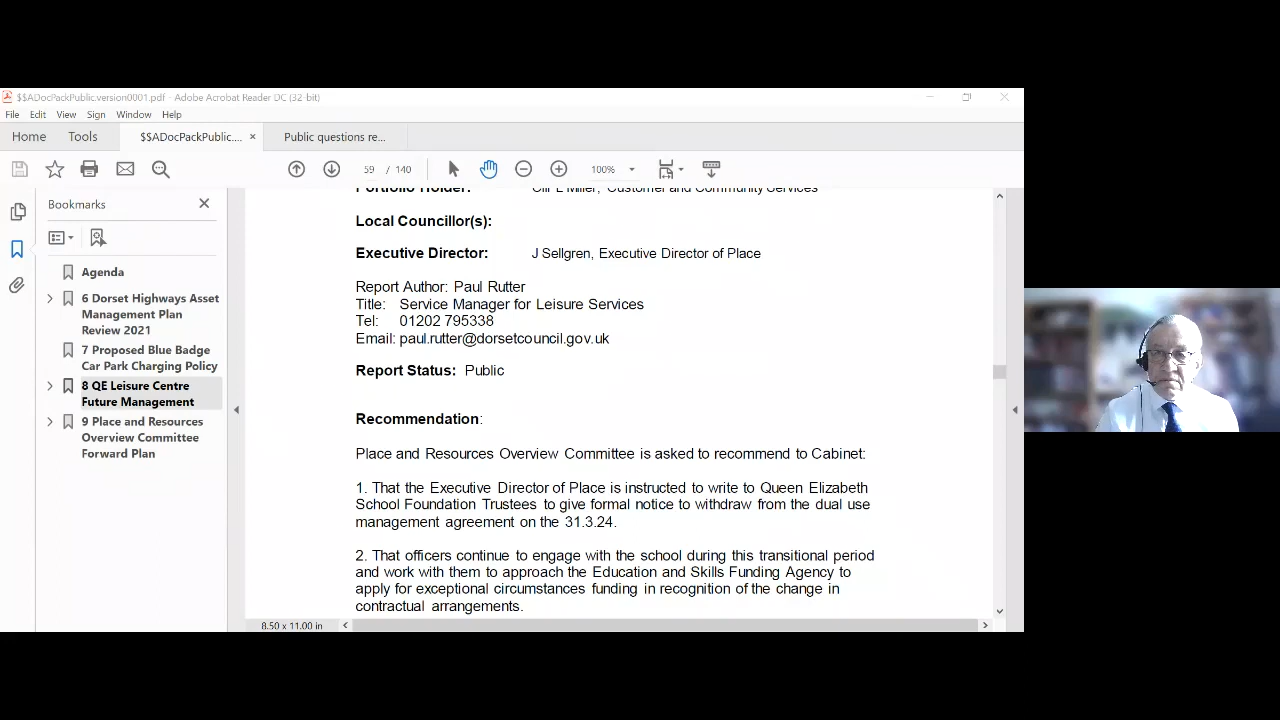 $$ADocPackPublic.version0001.pdf - Adobe Acrobat Reader DC (32-bit)
File Edit View Sign Window Help
Home Tools $$ADocPackPublic.... × Public questions re...
59 / 140 100%
Bookmarks
Agenda
6 Dorset Highways Asset
Management Plan
Review 2021
7 Proposed Blue Badge
Car Park Charging Policy
8 QE Leisure Centre
Future Management
9 Place and Resources
Overview Committee
Forward Plan
Portfolio Holder: Cllr L Miller, Customer and Community Services
Local Councillor(s):
Executive Director: J Sellgren, Executive Director of Place
Report Author: Paul Rutter
Title: Service Manager for Leisure Services
Tel: 01202 795338
Email: paul.rutter@dorsetcouncil.gov.uk
Report Status: Public
Recommendation:
Place and Resources Overview Committee is asked to recommend to Cabinet:
1. That the Executive Director of Place is instructed to write to Queen Elizabeth
School Foundation Trustees to give formal notice to withdraw from the dual use
management agreement on the 31.3.24.
2. That officers continue to engage with the school during this transitional period
and work with them to approach the Education and Skills Funding Agency to
apply for exceptional circumstances funding in recognition of the change in
contractual arrangements.
8.50 x 11.00 in